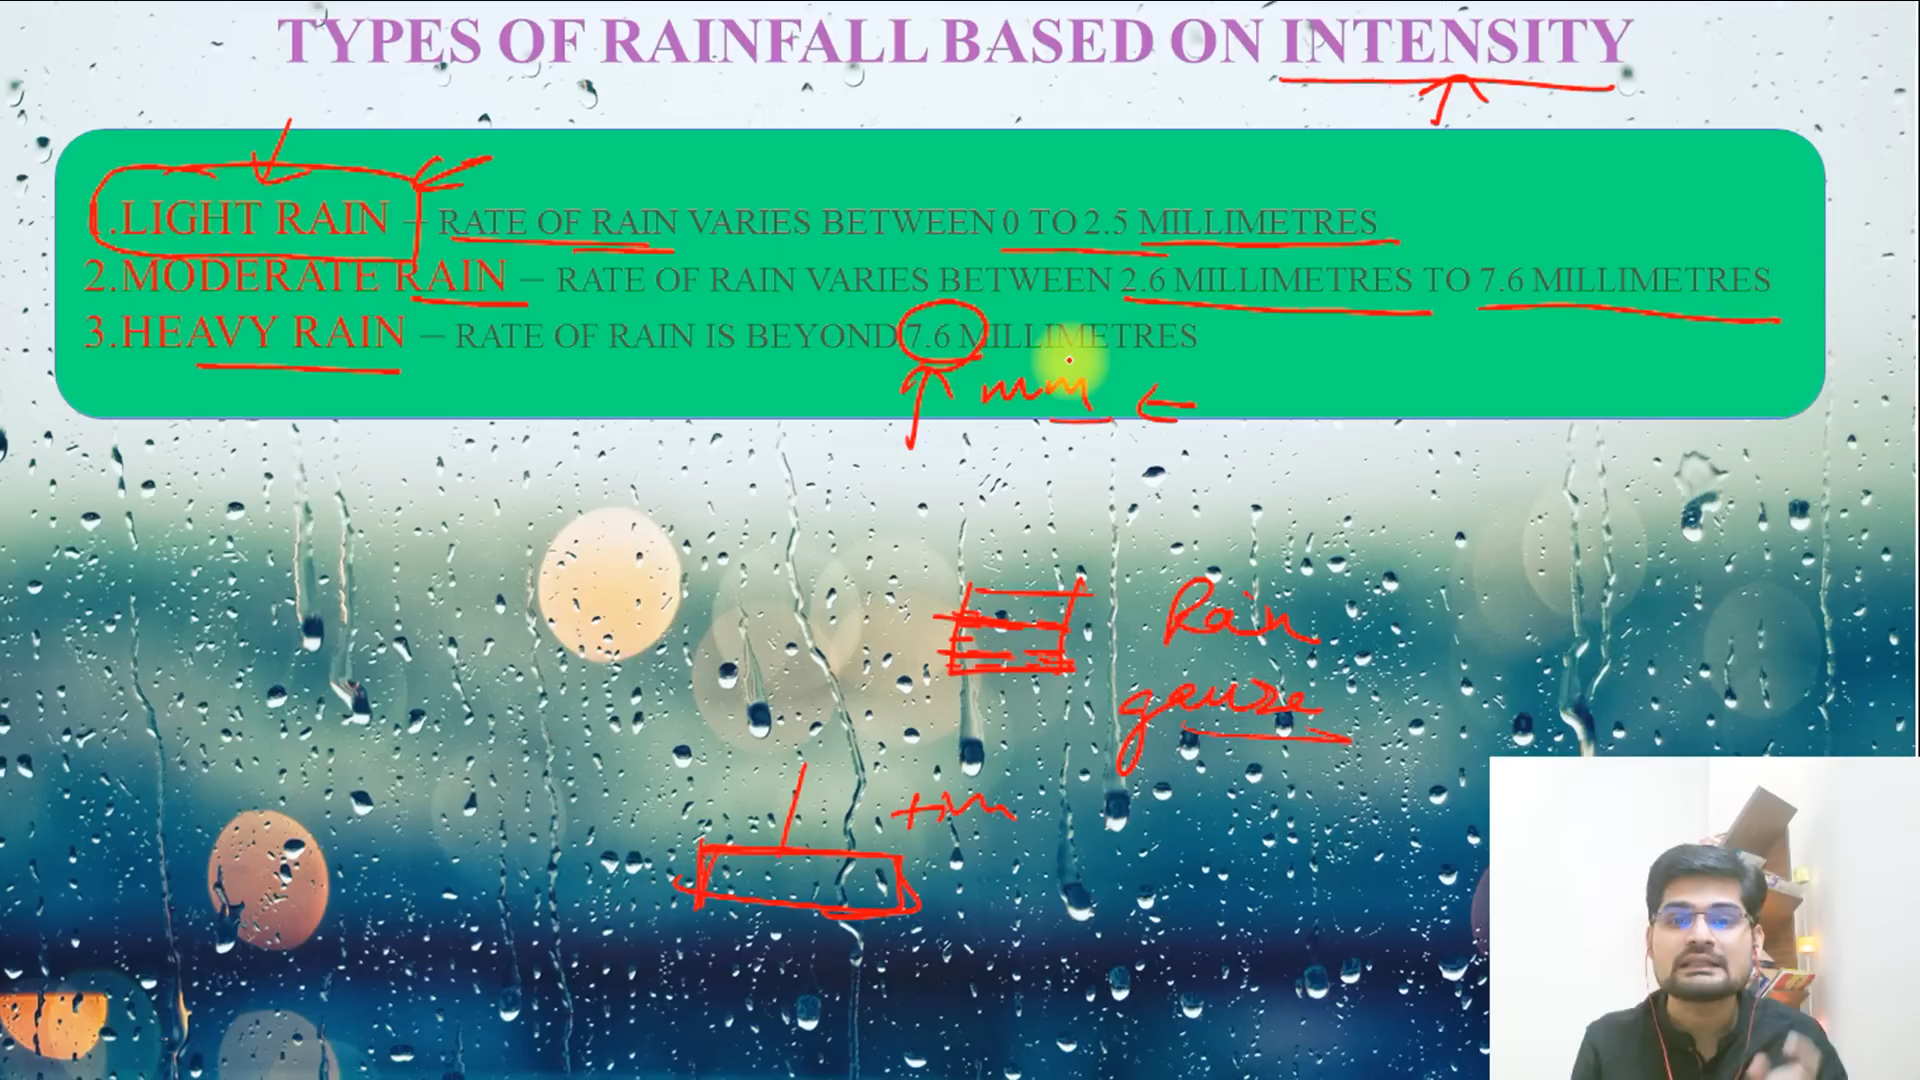 TYPES OF RAINFALL BASED ON INTENSITY
1.LIGHT RAIN – RATE OF RAIN VARIES BETWEEN 0 TO 2.5 MILLIMETRES
2.MODERATE RAIN – RATE OF RAIN VARIES BETWEEN 2.6 MILLIMETRES TO 7.6 MILLIMETRES
3.HEAVY RAIN – RATE OF RAIN IS BEYOND 7.6 MILLIMETRES
mm
Rain
gauze